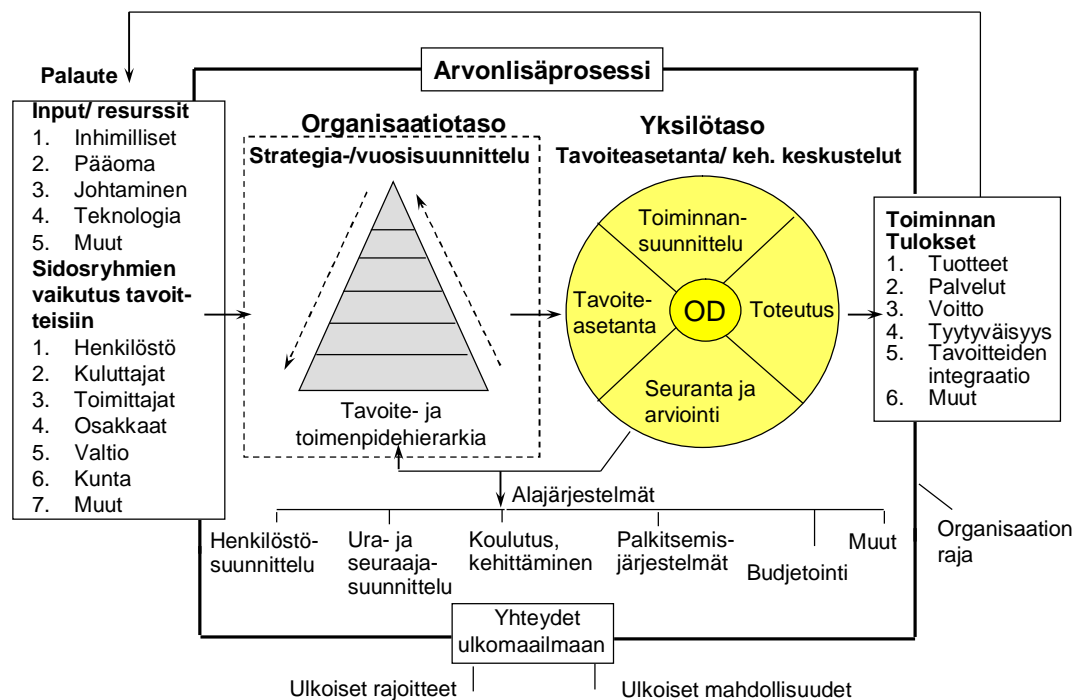 Arvonlisäprosessi
Palaute
Input/ resurssit
1. Inhimilliset
2. Pääoma
3. Johtaminen
4. Teknologia
5. Muut
Sidosryhmien
vaikutus tavoit-
teisiin
1. Henkilöstö
2. Kuluttajat
3. Toimittajat
4. Osakkaat
5. Valtio
6. Kunta
7. Muut
Organisaatiotaso
Strategia-/vuosisuunnittelu
Tavoite- ja
toimenpidehierarkia
Yksilötaso
Tavoiteasetanta/ keh. keskustelut
Toiminnan-
suunnittelu
Tavoite-
asetanta
OD
Toteutus
Seuranta ja
arviointi
Toiminnan
Tulokset
1. Tuotteet
2. Palvelut
3. Voitto
4. Tyytyväisyys
5. Tavoitteiden
integraatio
6. Muut
Alajärjestelmät
Henkilöstö-
suunnittelu
Ura- ja
seuraaja-
suunnittelu
Koulutus,
kehittäminen
Palkitsemis-
järjestelmät
Budjetointi
Muut
Organisaation
raja
Yhteydet
ulkomaailmaan
Ulkoiset rajoitteet
Ulkoiset mahdollisuudet